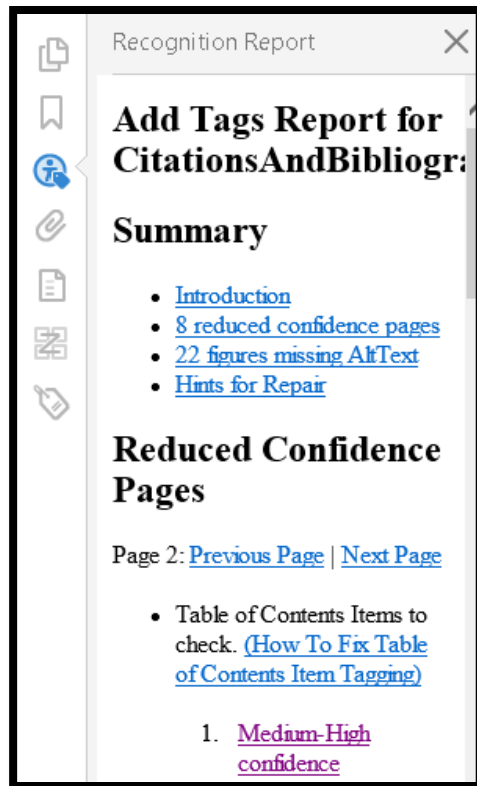 Recognition Report
Add Tags Report for
CitationsAndBibliogra
Summary
• Introduction
• 8 reduced confidence pages
• 22 figures missing AltText
• Hints for Repair
Reduced Confidence
Pages
Page 2: Previous Page | Next Page
• Table of Contents Items to
check. (How To Fix Table
of Contents Item Tagging)
1. Medium-High
confidence